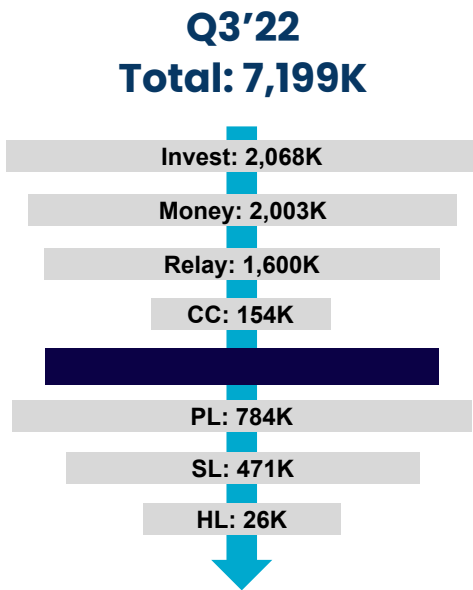 Q3’22
Total: 7,199K
Invest: 2,068K
Money: 2,003K
Relay: 1,600K
CC: 154K
PL: 784K
SL: 471K
HL: 26K